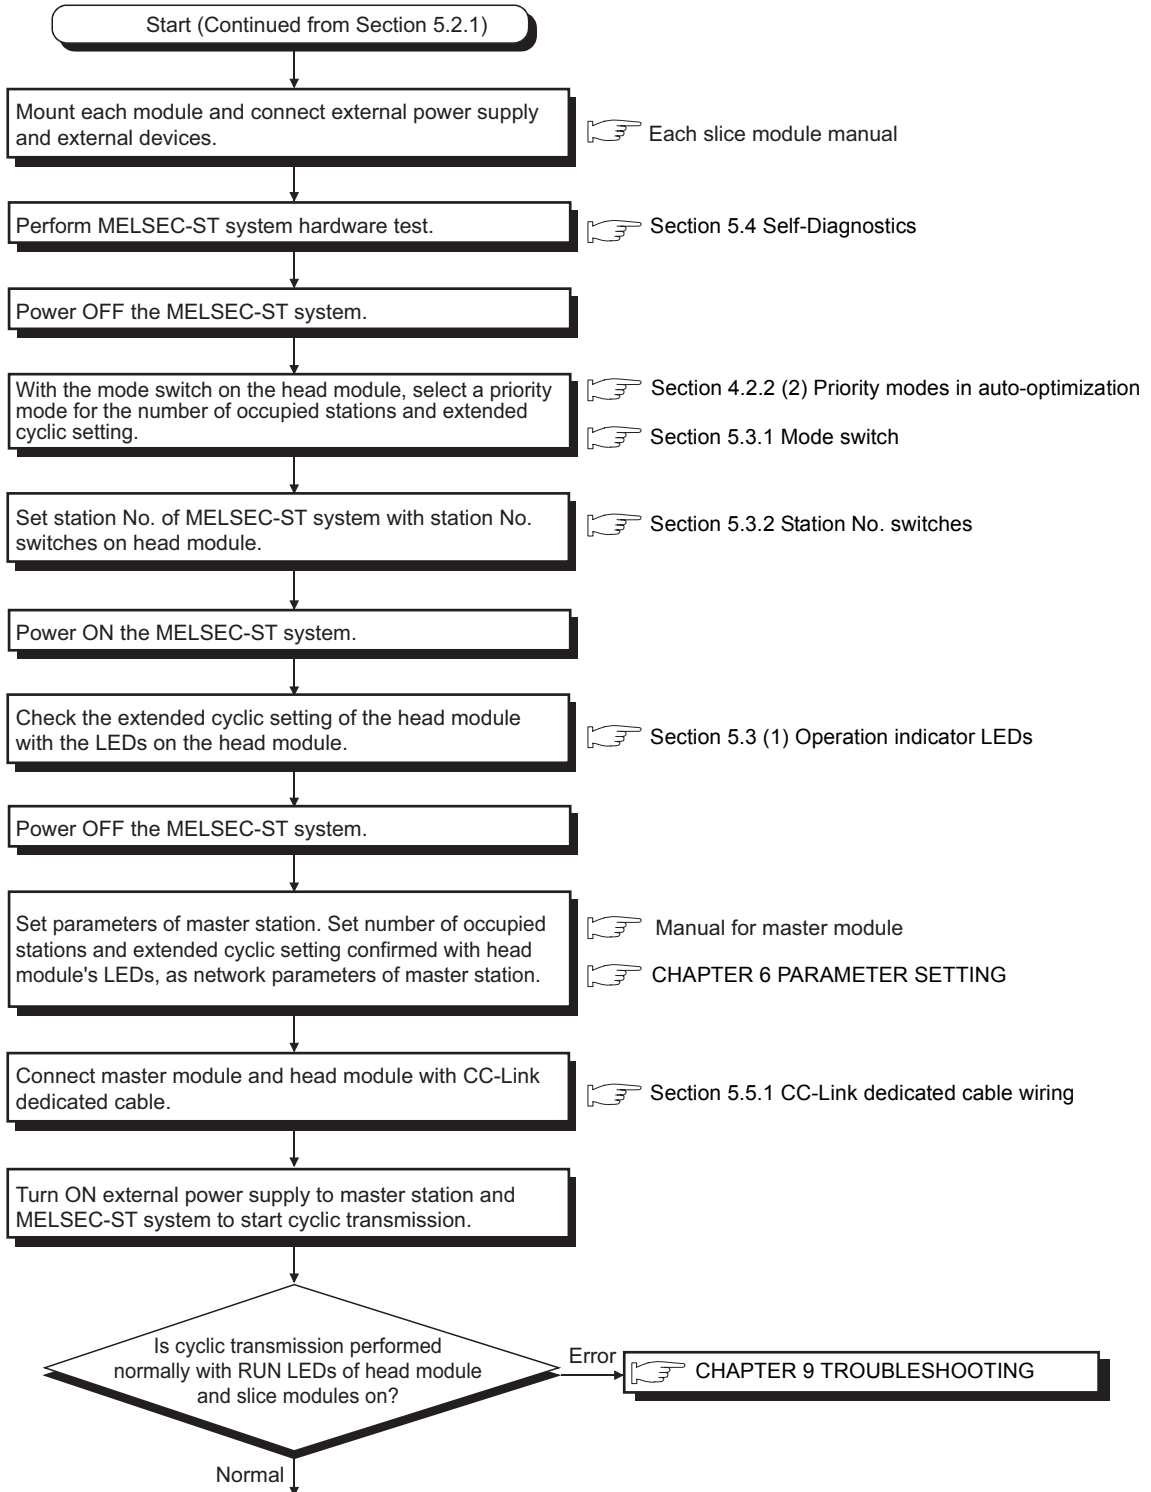 Start (Continued from Section 5.2.1)
Mount each module and connect external power supply
and external devices.
Each slice module manual
Perform MELSEC-ST system hardware test.
Section 5.4 Self-Diagnostics
Power OFF the MELSEC-ST system.
With the mode switch on the head module, select a priority
mode for the number of occupied stations and extended
cyclic setting.
Section 4.2.2 (2) Priority modes in auto-optimization
Section 5.3.1 Mode switch
Set station No. of MELSEC-ST system with station No.
switches on head module.
Section 5.3.2 Station No. switches
Power ON the MELSEC-ST system.
Check the extended cyclic setting of the head module
with the LEDs on the head module.
Section 5.3 (1) Operation indicator LEDs
Power OFF the MELSEC-ST system.
Set parameters of master station. Set number of occupied
stations and extended cyclic setting confirmed with head
module's LEDs, as network parameters of master station.
Manual for master module
CHAPTER 6 PARAMETER SETTING
Connect master module and head module with CC-Link
dedicated cable.
Section 5.5.1 CC-Link dedicated cable wiring
Turn ON external power supply to master station and
MELSEC-ST system to start cyclic transmission.
Is cyclic transmission performed
normally with RUN LEDs of head module
and slice modules on?
Error
CHAPTER 9 TROUBLESHOOTING
Normal